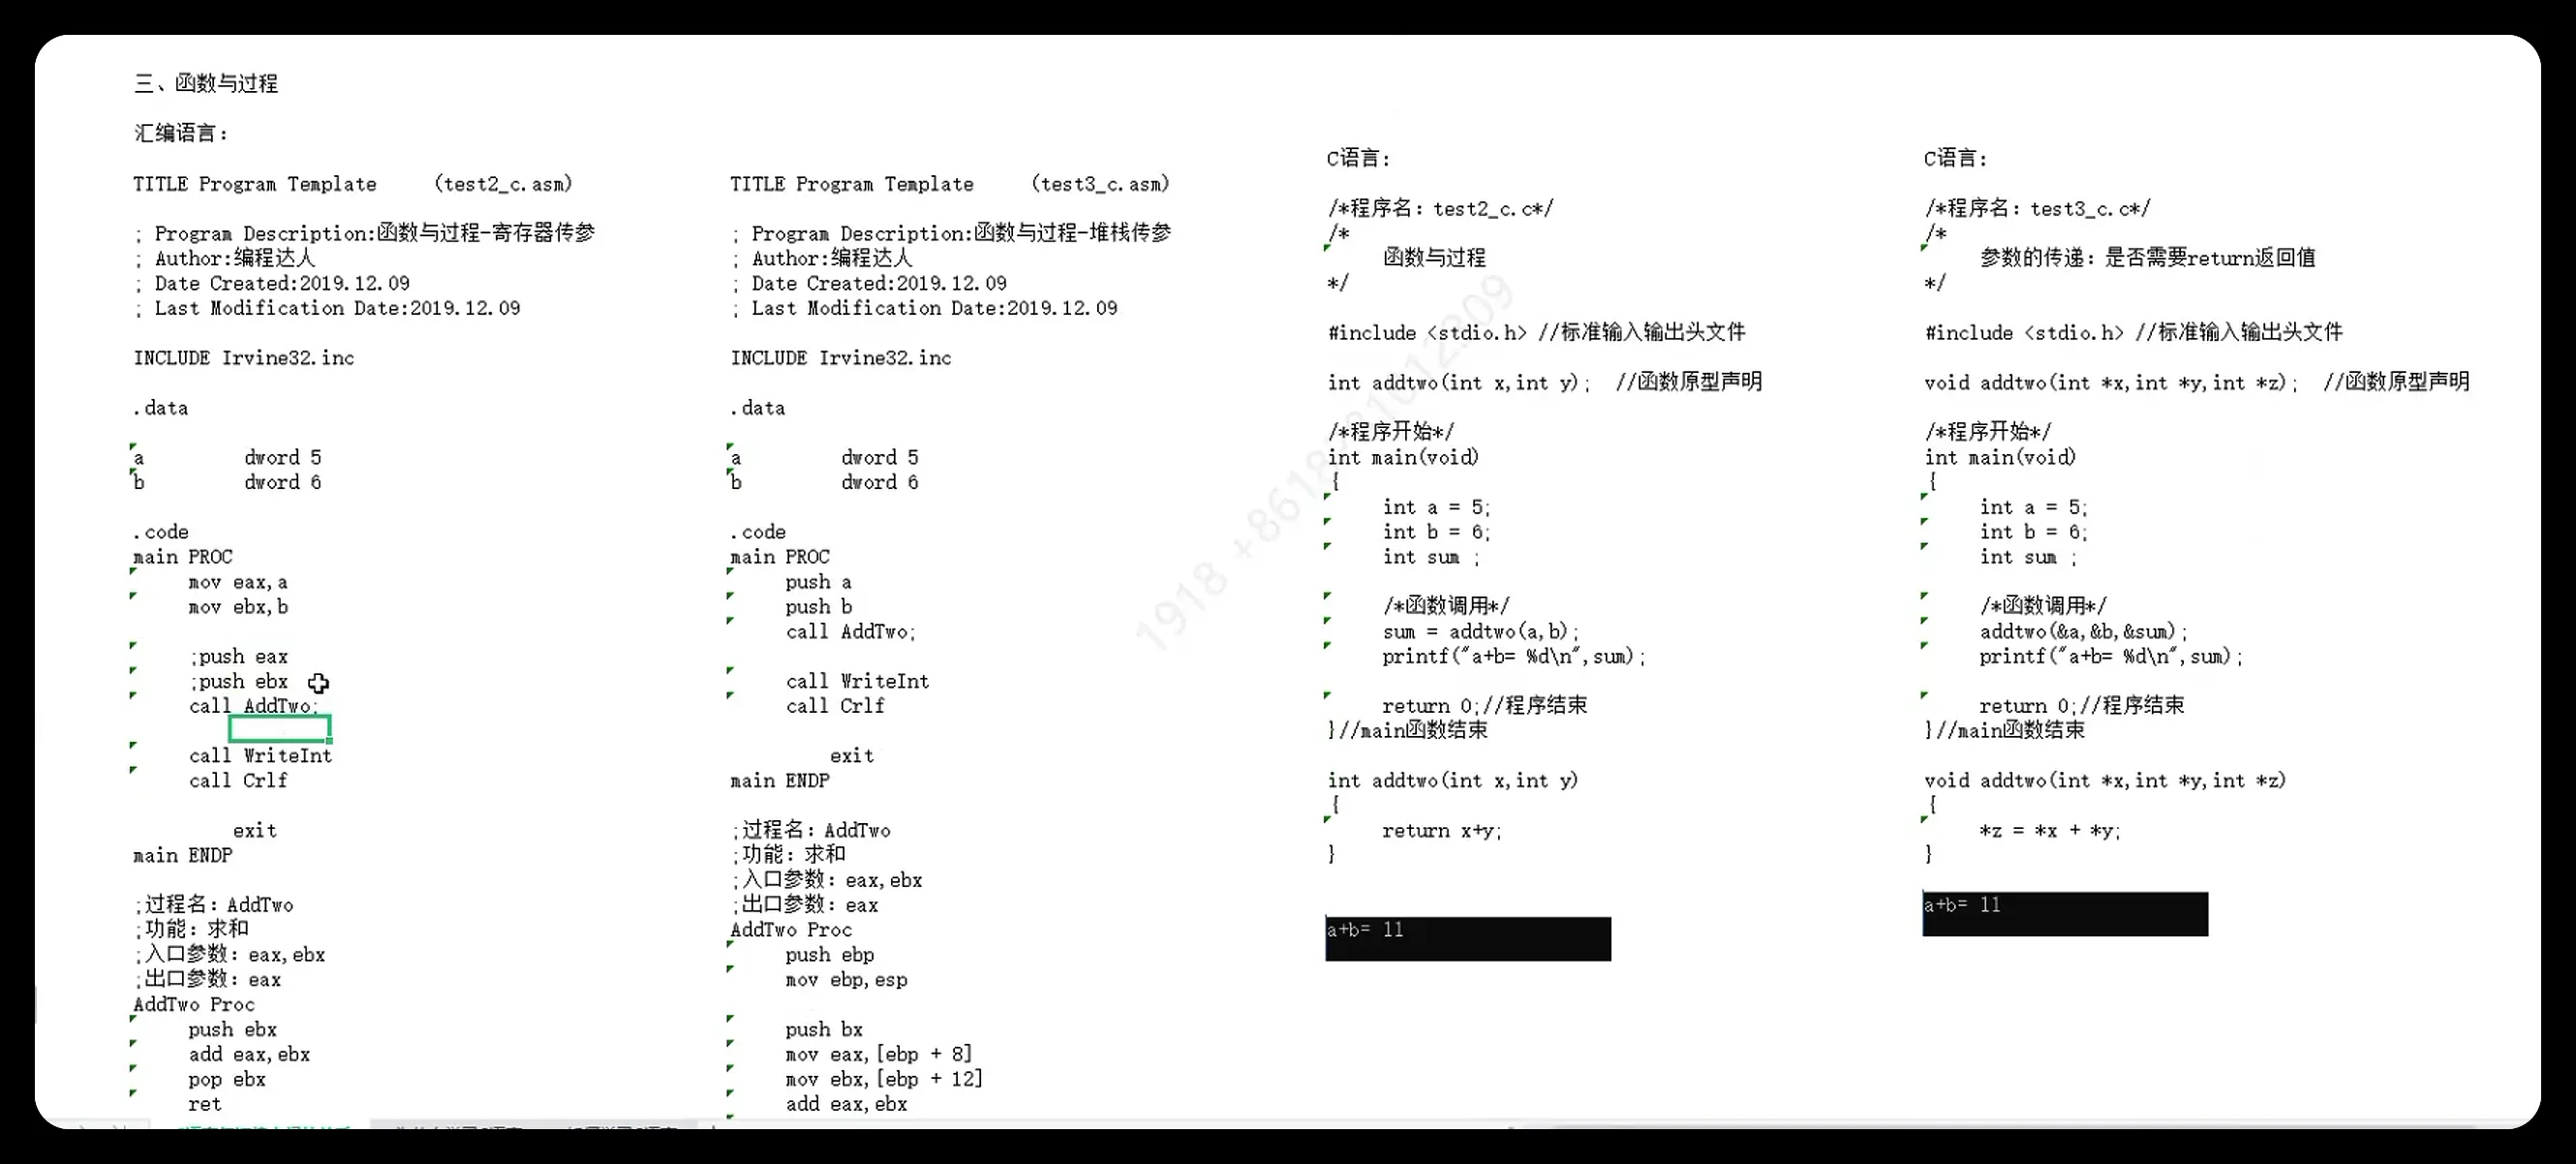 三、函数与过程
汇编语言：
TITLE Program Template     (test2_c.asm)
; Program Description:函数与过程-寄存器传参
; Author:编程达人
; Date Created:2019.12.09
; Last Modification Date:2019.12.09
INCLUDE Irvine32.inc
.data
a          dword 5
b          dword 6
.code
main PROC
mov eax,a
mov ebx,b
;push eax
;push ebx
call AddTwo;
call WriteInt
call Crlf
exit
main ENDP
;过程名：AddTwo
;功能：求和
;入口参数：eax,ebx
;出口参数：eax
AddTwo Proc
push ebx
add eax,ebx
pop ebx
ret
TITLE Program Template     (test3_c.asm)
; Program Description:函数与过程-堆栈传参
; Author:编程达人
; Date Created:2019.12.09
; Last Modification Date:2019.12.09
INCLUDE Irvine32.inc
.data
a          dword 5
b          dword 6
.code
main PROC
push a
push b
call AddTwo;
call WriteInt
call Crlf
exit
main ENDP
;过程名：AddTwo
;功能：求和
;入口参数：eax,ebx
;出口参数：eax
AddTwo Proc
push ebp
mov ebp,esp
push bx
mov eax,[ebp + 8]
mov ebx,[ebp + 12]
add eax,ebx
C语言：
/*程序名：test2_c.c*/
/*
函数与过程
*/
#include <stdio.h> //标准输入输出头文件
int addtwo(int x,int y);  //函数原型声明
/*程序开始*/
int main(void)
{
int a = 5;
int b = 6;
int sum ;
/*函数调用*/
sum = addtwo(a,b);
printf("a+b= %d\n",sum);
return 0;//程序结束
}//main函数结束
int addtwo(int x,int y)
{
return x+y;
}
a+b= 11
C语言：
/*程序名：test3_c.c*/
/*
参数的传递：是否需要return返回值
*/
#include <stdio.h> //标准输入输出头文件
void addtwo(int *x,int *y,int *z);  //函数原型声明
/*程序开始*/
int main(void)
{
int a = 5;
int b = 6;
int sum ;
/*函数调用*/
addtwo(&a,&b,&sum);
printf("a+b= %d\n",sum);
return 0;//程序结束
}//main函数结束
void addtwo(int *x,int *y,int *z)
{
*z = *x + *y;
}
a+b= 11